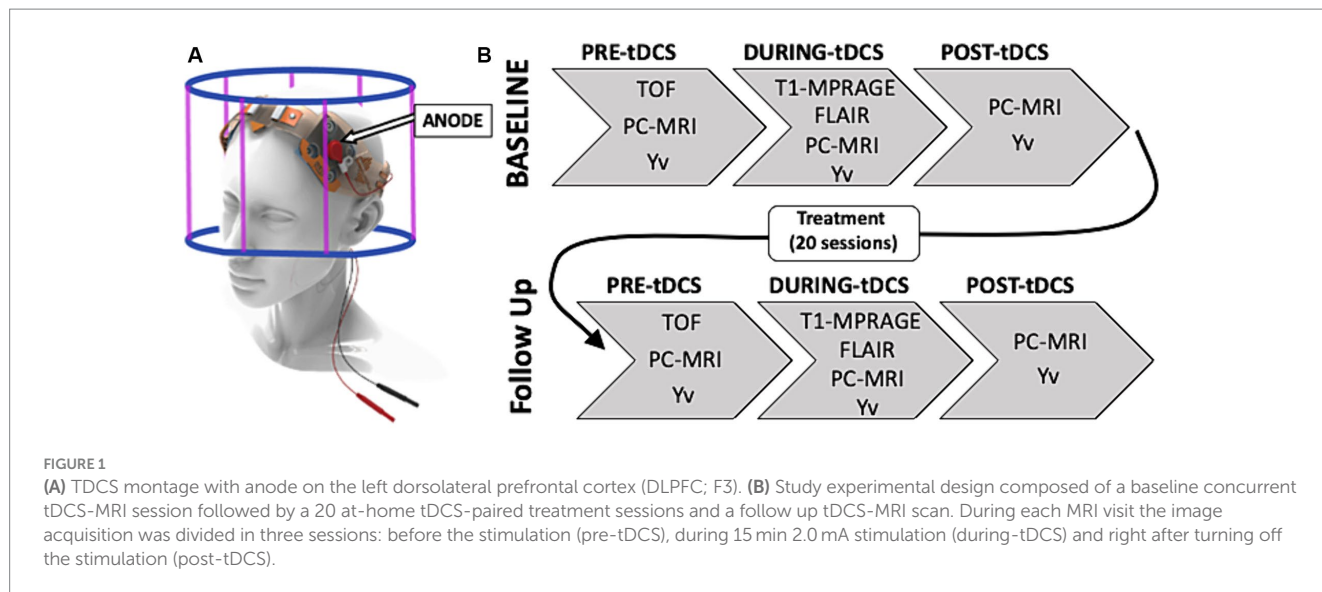 A
ANODE
B
BASELINE
PRE-tDCS
TOF
PC-MRI
Yv
DURING-tDCS
T1-MPRAGE
FLAIR
PC-MRI
Yv
POST-tDCS
PC-MRI
Yv
Treatment
(20 sessions)
Follow Up
PRE-tDCS
TOF
PC-MRI
Yv
DURING-tDCS
T1-MPRAGE
FLAIR
PC-MRI
Yv
POST-tDCS
PC-MRI
Yv
FIGURE 1
(A) TDCS montage with anode on the left dorsolateral prefrontal cortex (DLPFC; F3). (B) Study experimental design composed of a baseline concurrent
tDCS-MRI session followed by a 20 at-home tDCS-paired treatment sessions and a follow up tDCS-MRI scan. During each MRI visit the image
acquisition was divided in three sessions: before the stimulation (pre-tDCS), during 15 min 2.0 mA stimulation (during-tDCS) and right after turning off
the stimulation (post-tDCS).